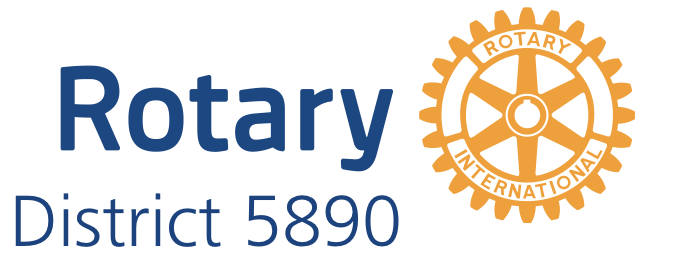 Rotary
District 5890
ROTARY
INTERNATIONAL